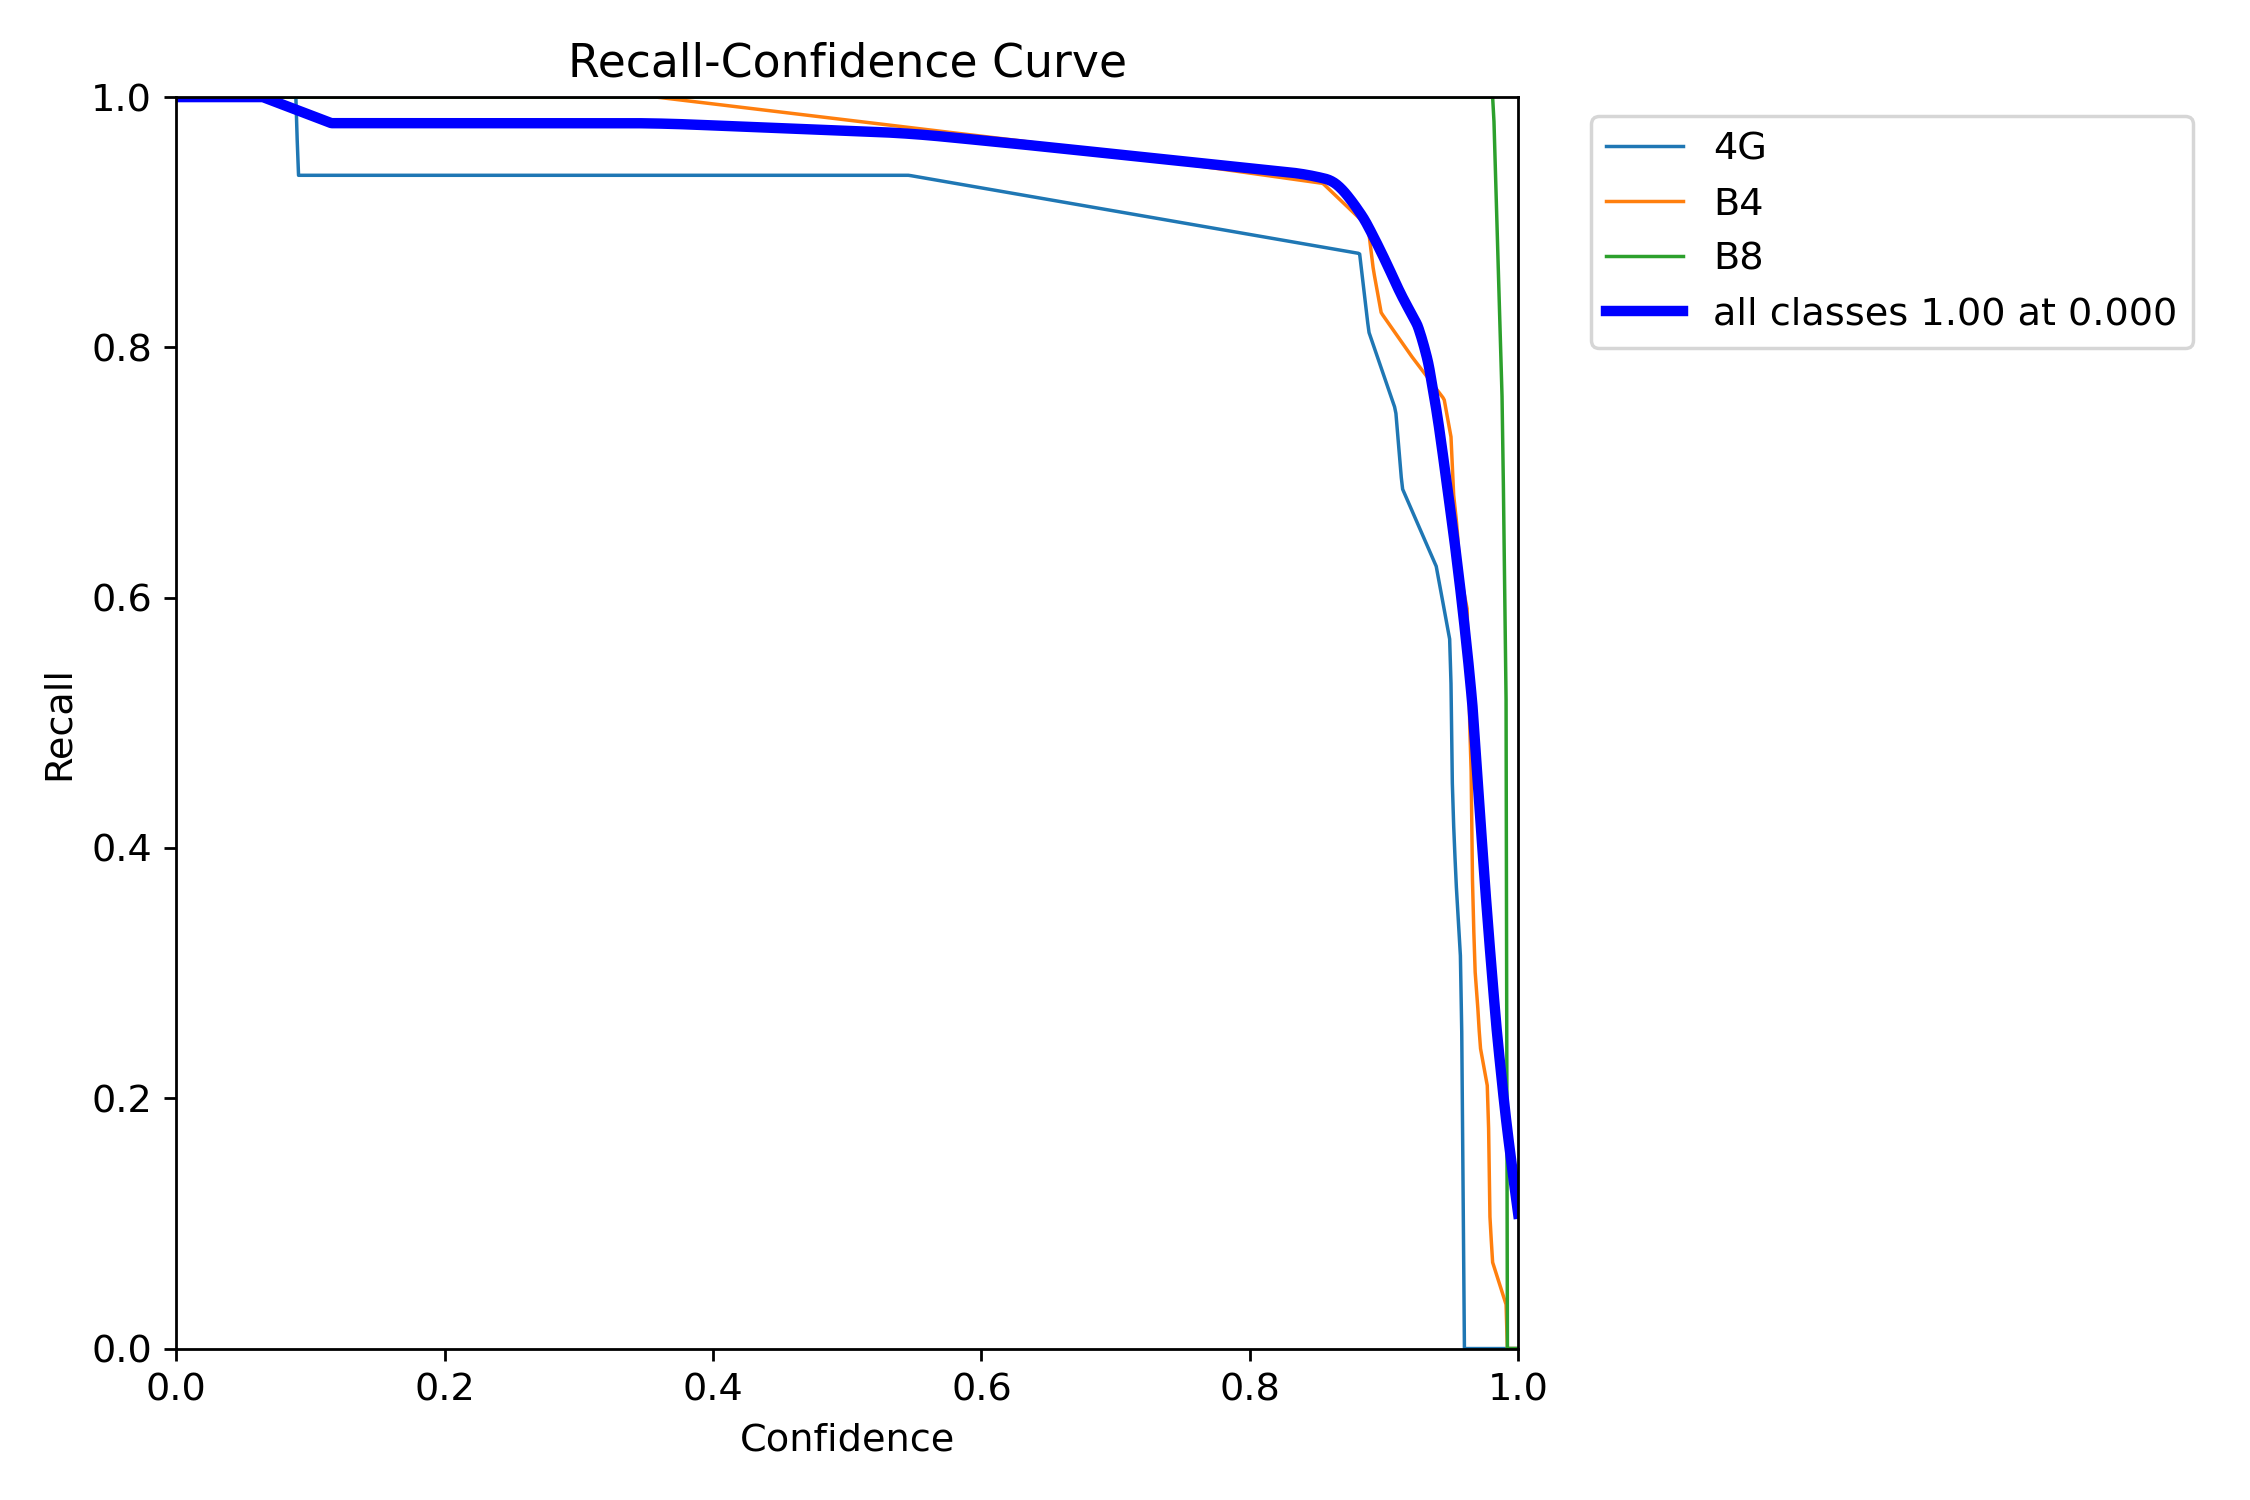 Recall-Confidence Curve
1.0
0.8
0.6
0.4
0.2
0.0
Recall
0.0 0.2 0.4 0.6 0.8 1.0
Confidence
4G
B4
B8
all classes 1.00 at 0.000